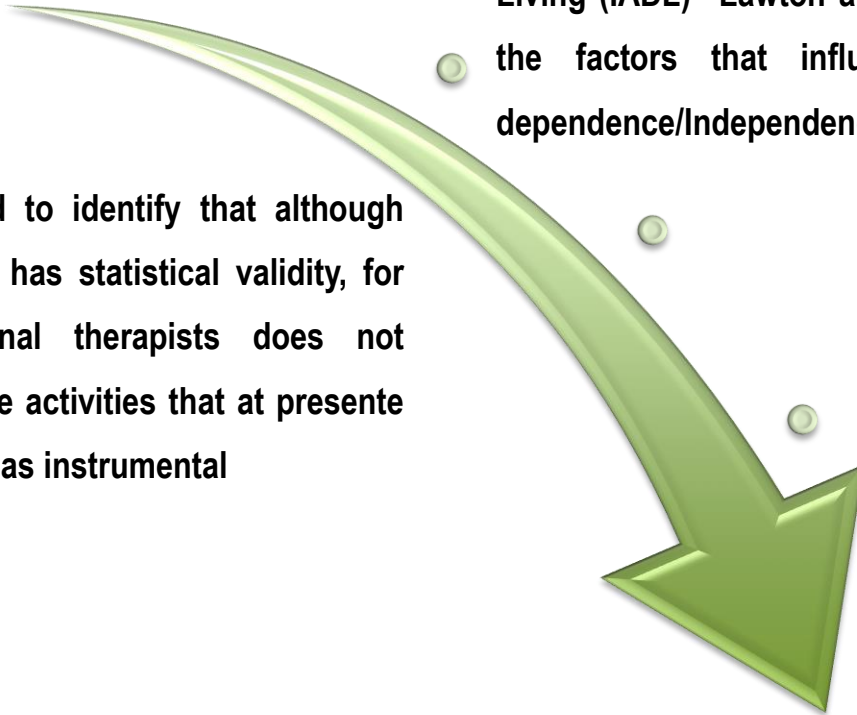 Living (IADL) Lawton a
the factors that influ
dependence/Independen
d to identify that although
has statistical validity, for
nal therapists does not
e activities that at presente
as instrumental